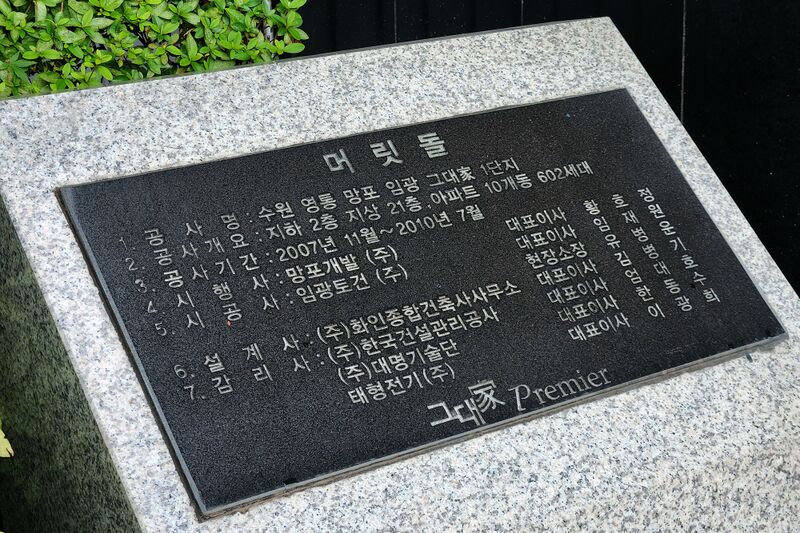 머릿돌
1. 공 사 명 : 수원 영통 망포 임광 그대家 1단지
2. 공사개요 : 지하 2층 지상 21층, 아파트 10개동 602세대
3. 공사기간 : 2007년 11월~2010년 7월
4. 시 행 사 : 망포개발 (주) 대표이사 황 호 정
5. 시 공 사 : 임광토건 (주) 대표이사 임 재 원
현장소장 유 병 윤
6. 설 계 사 : (주)화인종합건축사사무소 대표이사 김 병 기
7. 감 리 사 : (주)한국건설관리공사 대표이사 엄 대 호
(주)대명기술단 대표이사 한 동 수
태형전기(주) 대표이사 이 광 희
그대家 Premier